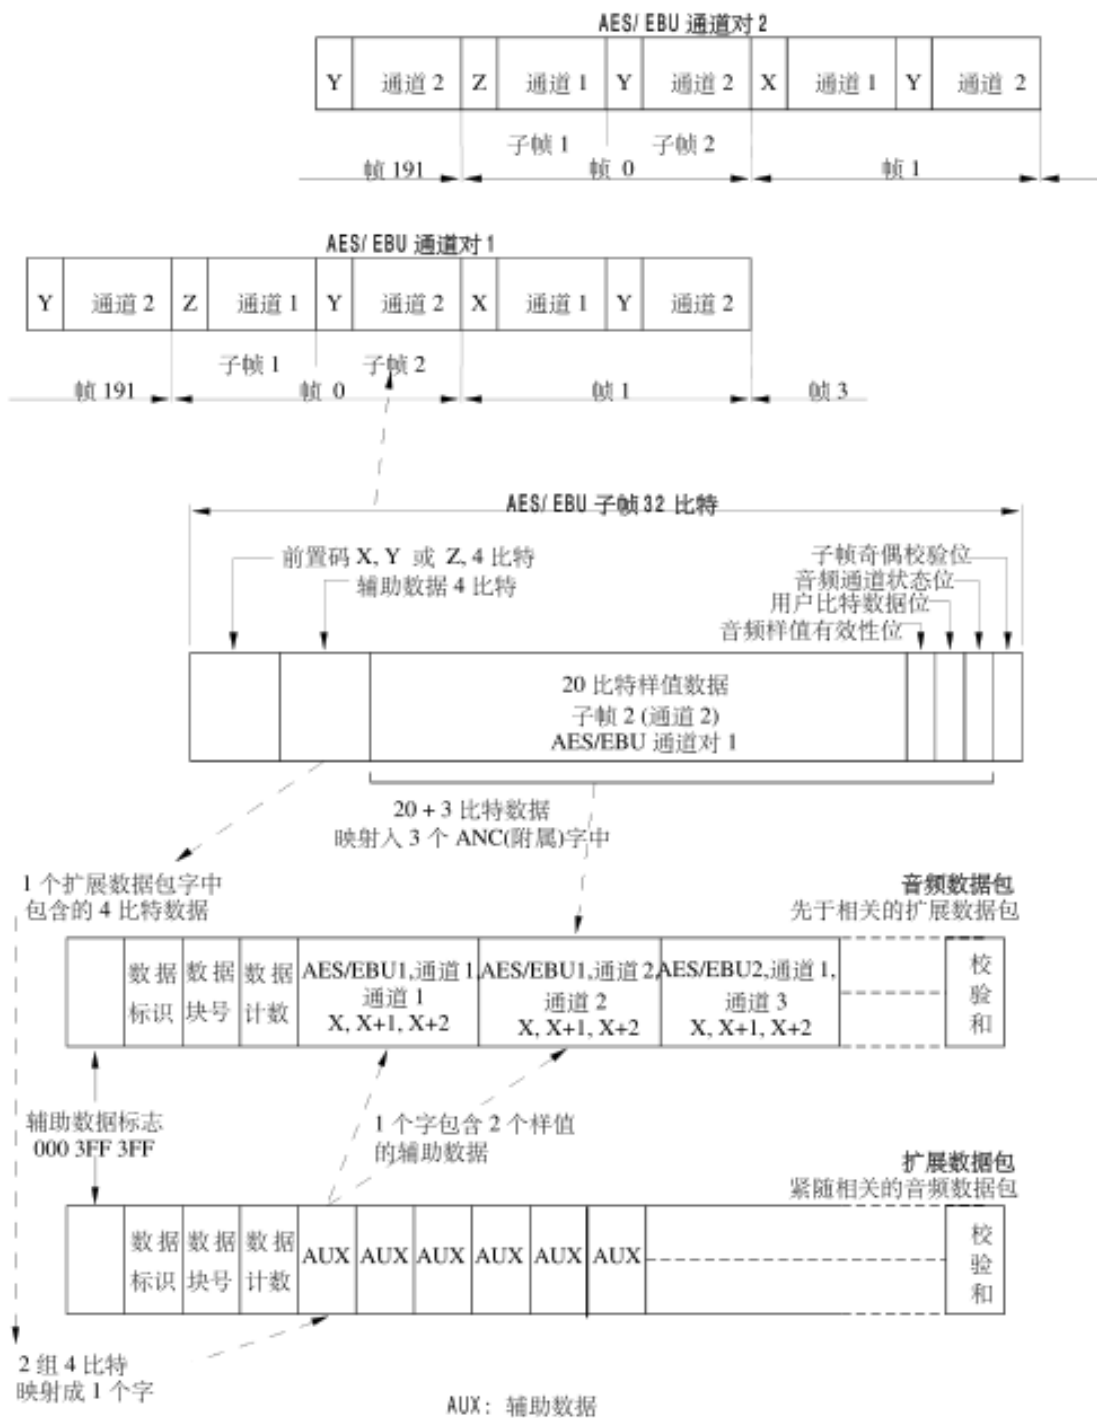 AES/EBU 通道对 2
Y 通道 2 Z 通道 1 Y 通道 2 X 通道 1 Y 通道 2
子帧 1 子帧 2
帧 191 帧 0 帧 1
AES/EBU 通道对 1
Y 通道 2 Z 通道 1 Y 通道 2 X 通道 1 Y 通道 2
子帧 1 子帧 2
帧 191 帧 0 帧 1 帧 3
AES/EBU 子帧 32 比特
前置码 X, Y 或 Z, 4 比特
辅助数据 4 比特
子帧奇偶校验位
音频通道状态位
用户比特数据位
音频样值有效性位
20 比特样值数据
子帧 2 (通道 2)
AES/EBU 通道对 1
20 + 3 比特数据
映射入 3 个 ANC(附属)字中
1 个扩展数据包字中
包含的 4 比特数据
音频数据包
先于相关的扩展数据包
数据标识
数据块号
数据计数
AES/EBU1,通道 1,
通道 1
X, X+1, X+2
AES/EBU1,通道 2,
通道 2
X, X+1, X+2
AES/EBU2,通道 1,
通道 3
X, X+1, X+2
校验和
辅助数据标志
000 3FF 3FF
1 个字包含 2 个样值
的辅助数据
扩展数据包
紧随相关的音频数据包
数据标识
数据块号
数据计数
AUX AUX AUX AUX AUX AUX
校验和
2 组 4 比特
映射成 1 个字
AUX: 辅助数据